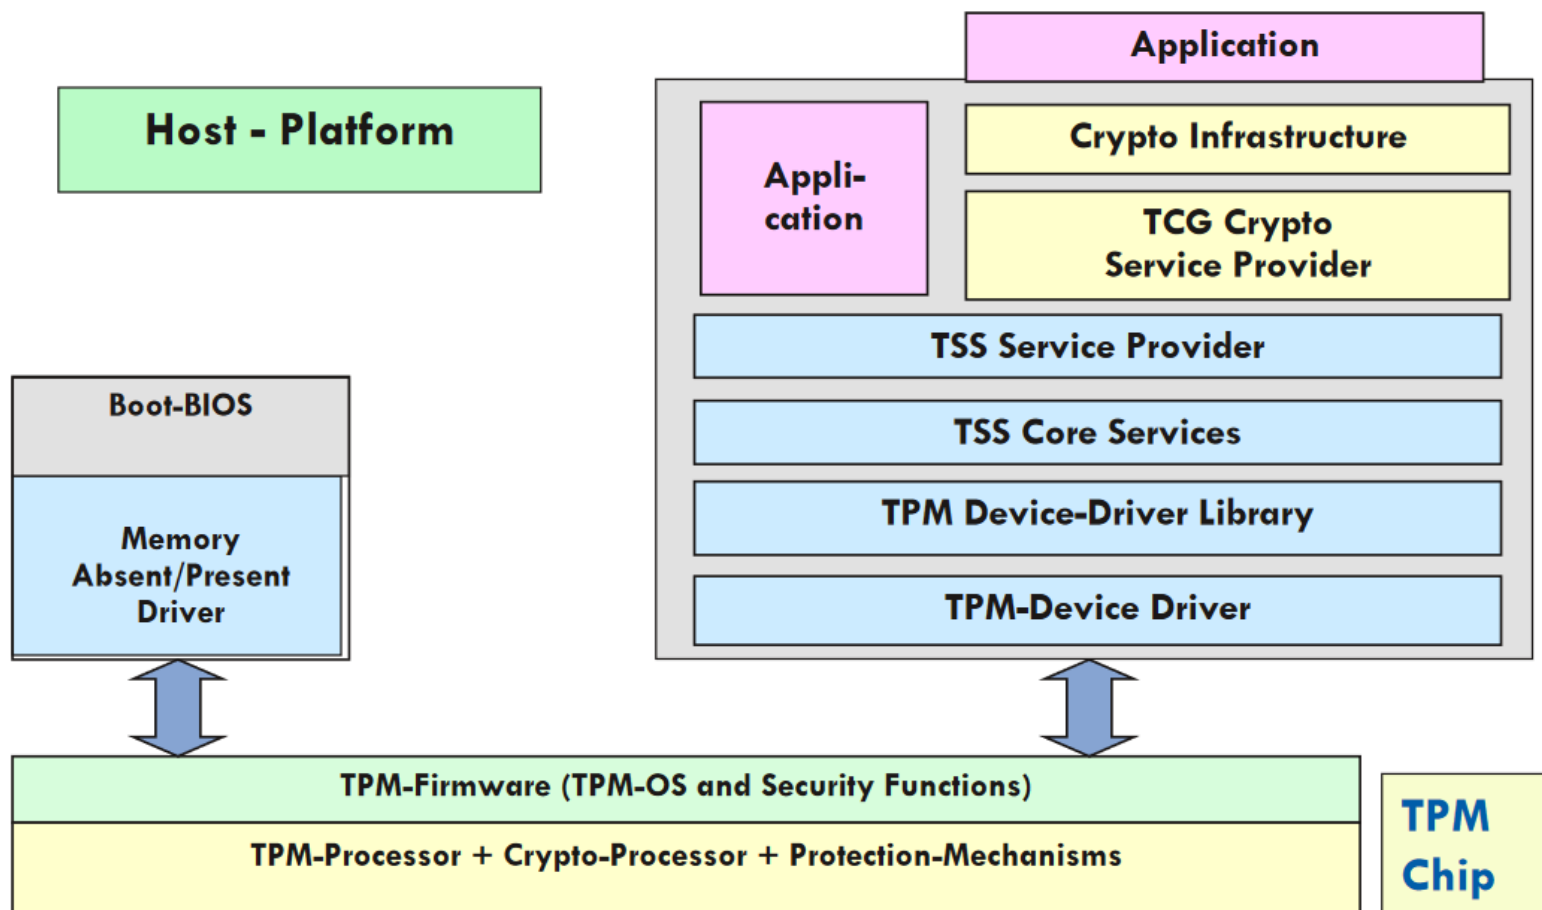 Application
Host - Platform
Appli-
cation
Crypto Infrastructure
TCG Crypto
Service Provider
TSS Service Provider
Boot-BIOS
TSS Core Services
Memory
Absent/Present
Driver
TPM Device-Driver Library
TPM-Device Driver
TPM-Firmware (TPM-OS and Security Functions)
TPM-Processor + Crypto-Processor + Protection-Mechanisms
TPM
Chip